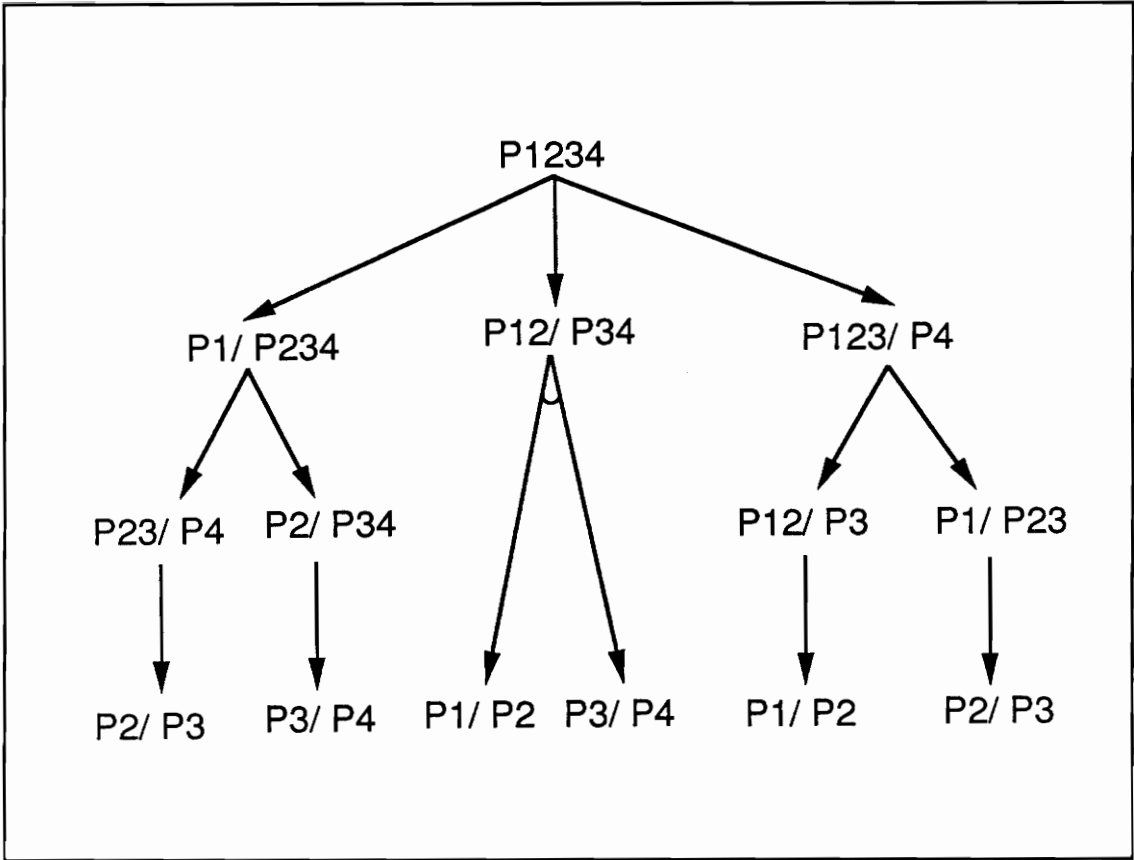 P1234
P1/ P234 P12/ P34 P123/ P4
P23/ P4 P2/ P34 P12/ P3 P1/ P23
P2/ P3 P3/ P4 P1/ P2 P3/ P4 P1/ P2 P2/ P3